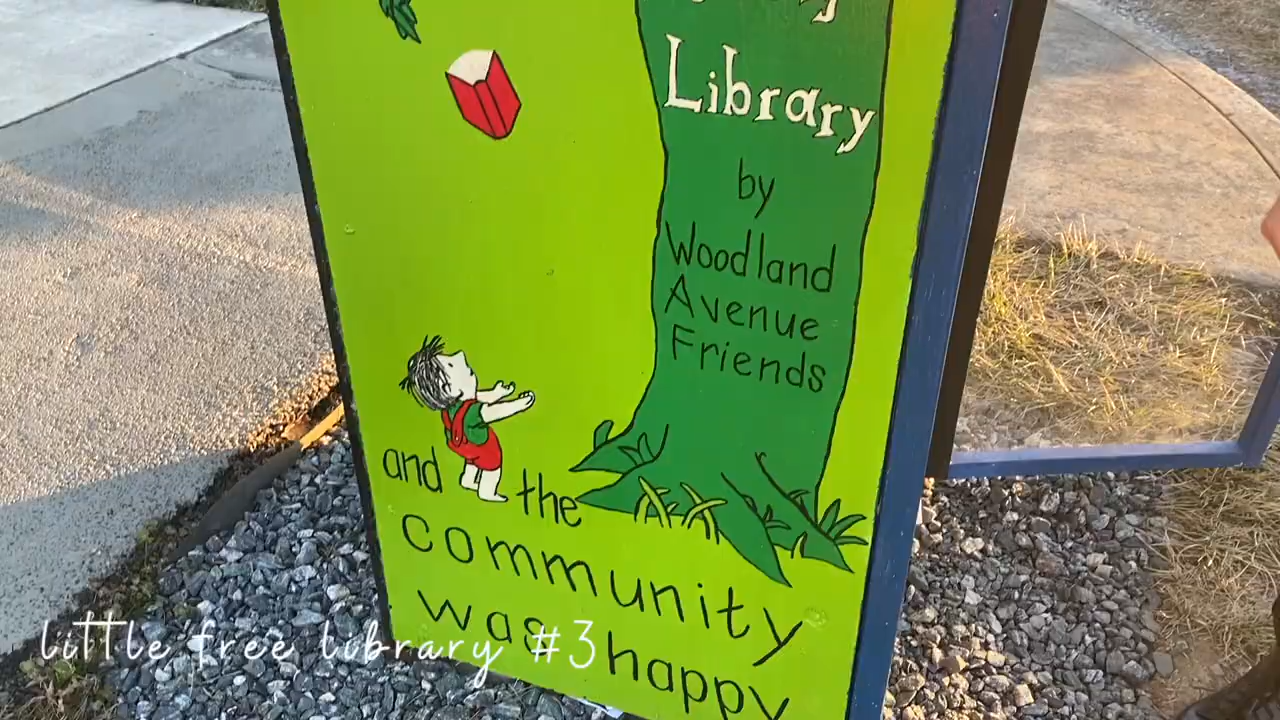 Library
by
Woodland
Avenue
Friends
and the
community
was happy
little free library #3